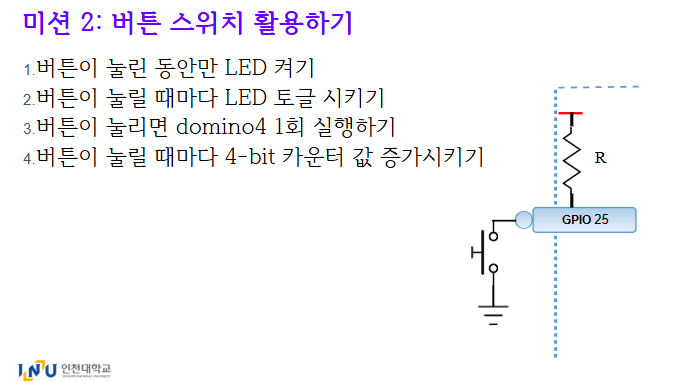 미션 2: 버튼 스위치 활용하기
1.버튼이 눌린 동안만 LED 켜기
2.버튼이 눌릴 때마다 LED 토글 시키기
3.버튼이 눌리면 domino4 1회 실행하기
4.버튼이 눌릴 때마다 4-bit 카운터 값 증가시키기
R
GPIO 25
INU 인천대학교
INCHEON NATIONAL UNIVERSITY